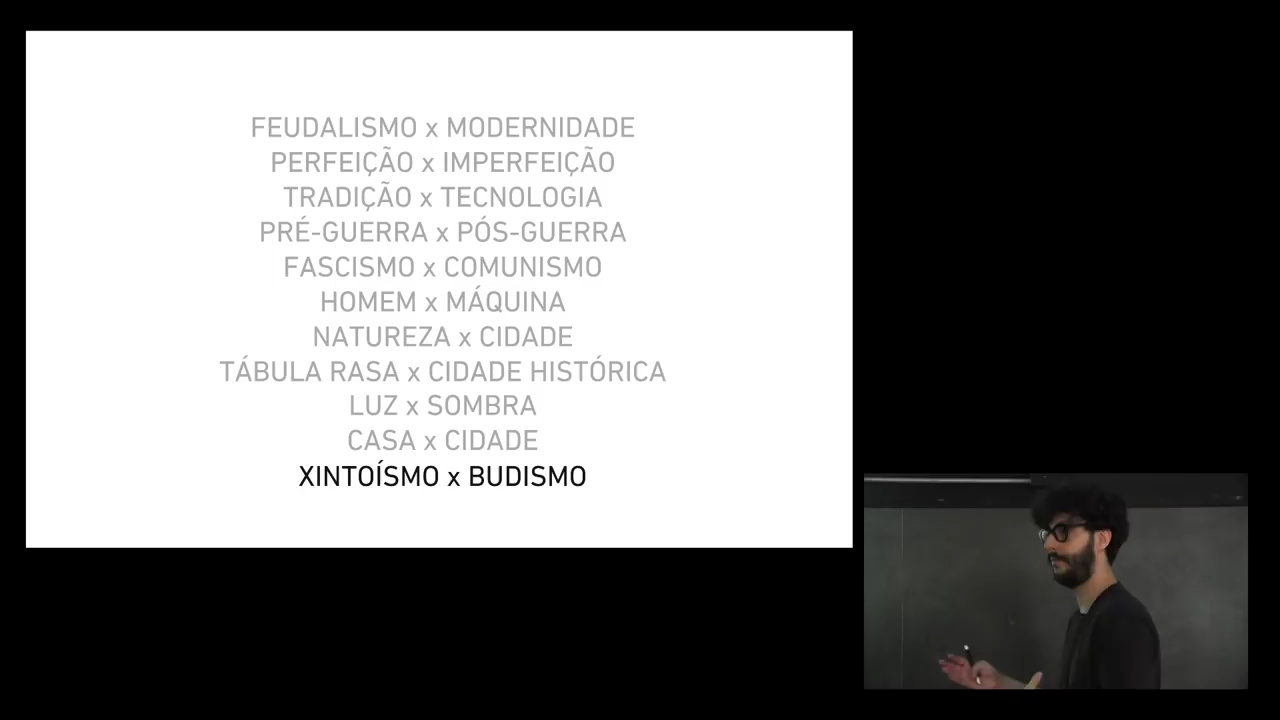 FEUDALISMO x MODERNIDADE
PERFEIÇÃO x IMPERFEIÇÃO
TRADIÇÃO x TECNOLOGIA
PRÉ-GUERRA x PÓS-GUERRA
FASCISMO x COMUNISMO
HOMEM x MÁQUINA
NATUREZA x CIDADE
TÁBULA RASA x CIDADE HISTÓRICA
LUZ x SOMBRA
CASA x CIDADE
XINTOÍSMO x BUDISMO